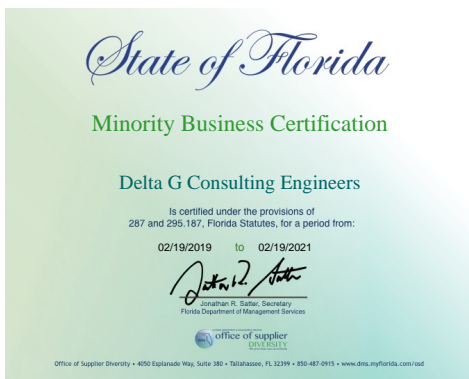 State of Florida
Minority Business Certification
Delta G Consulting Engineers
Is certified under the provisions of
287 and 295.187, Florida Statutes, for a period from:
02/19/2019 to 02/19/2021
Jonathan R. Satter, Secretary
Florida Department of Management Services
office of supplier
DIVERSITY
Office of Supplier Diversity • 4050 Esplanade Way, Suite 380 • Tallahassee, FL 32399 • 850-487-0915 • www.dms.myflorida.com/osd